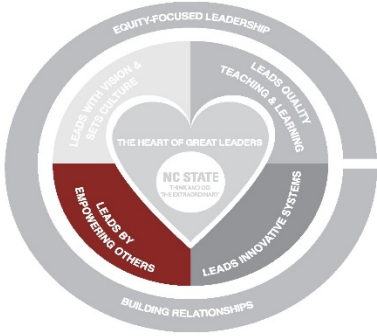 EQUITY-FOCUSED LEADERSHIP
LEADS WITH VISION &
SETS CULTURE
LEADS QUALITY
TEACHING & LEARNING
THE HEART OF GREAT LEADERS
NC STATE
THINK AND DO
THE EXTRAORDINARY
LEADS BY
EMPOWERING OTHERS
LEADS INNOVATIVE SYSTEMS
BUILDING RELATIONSHIPS